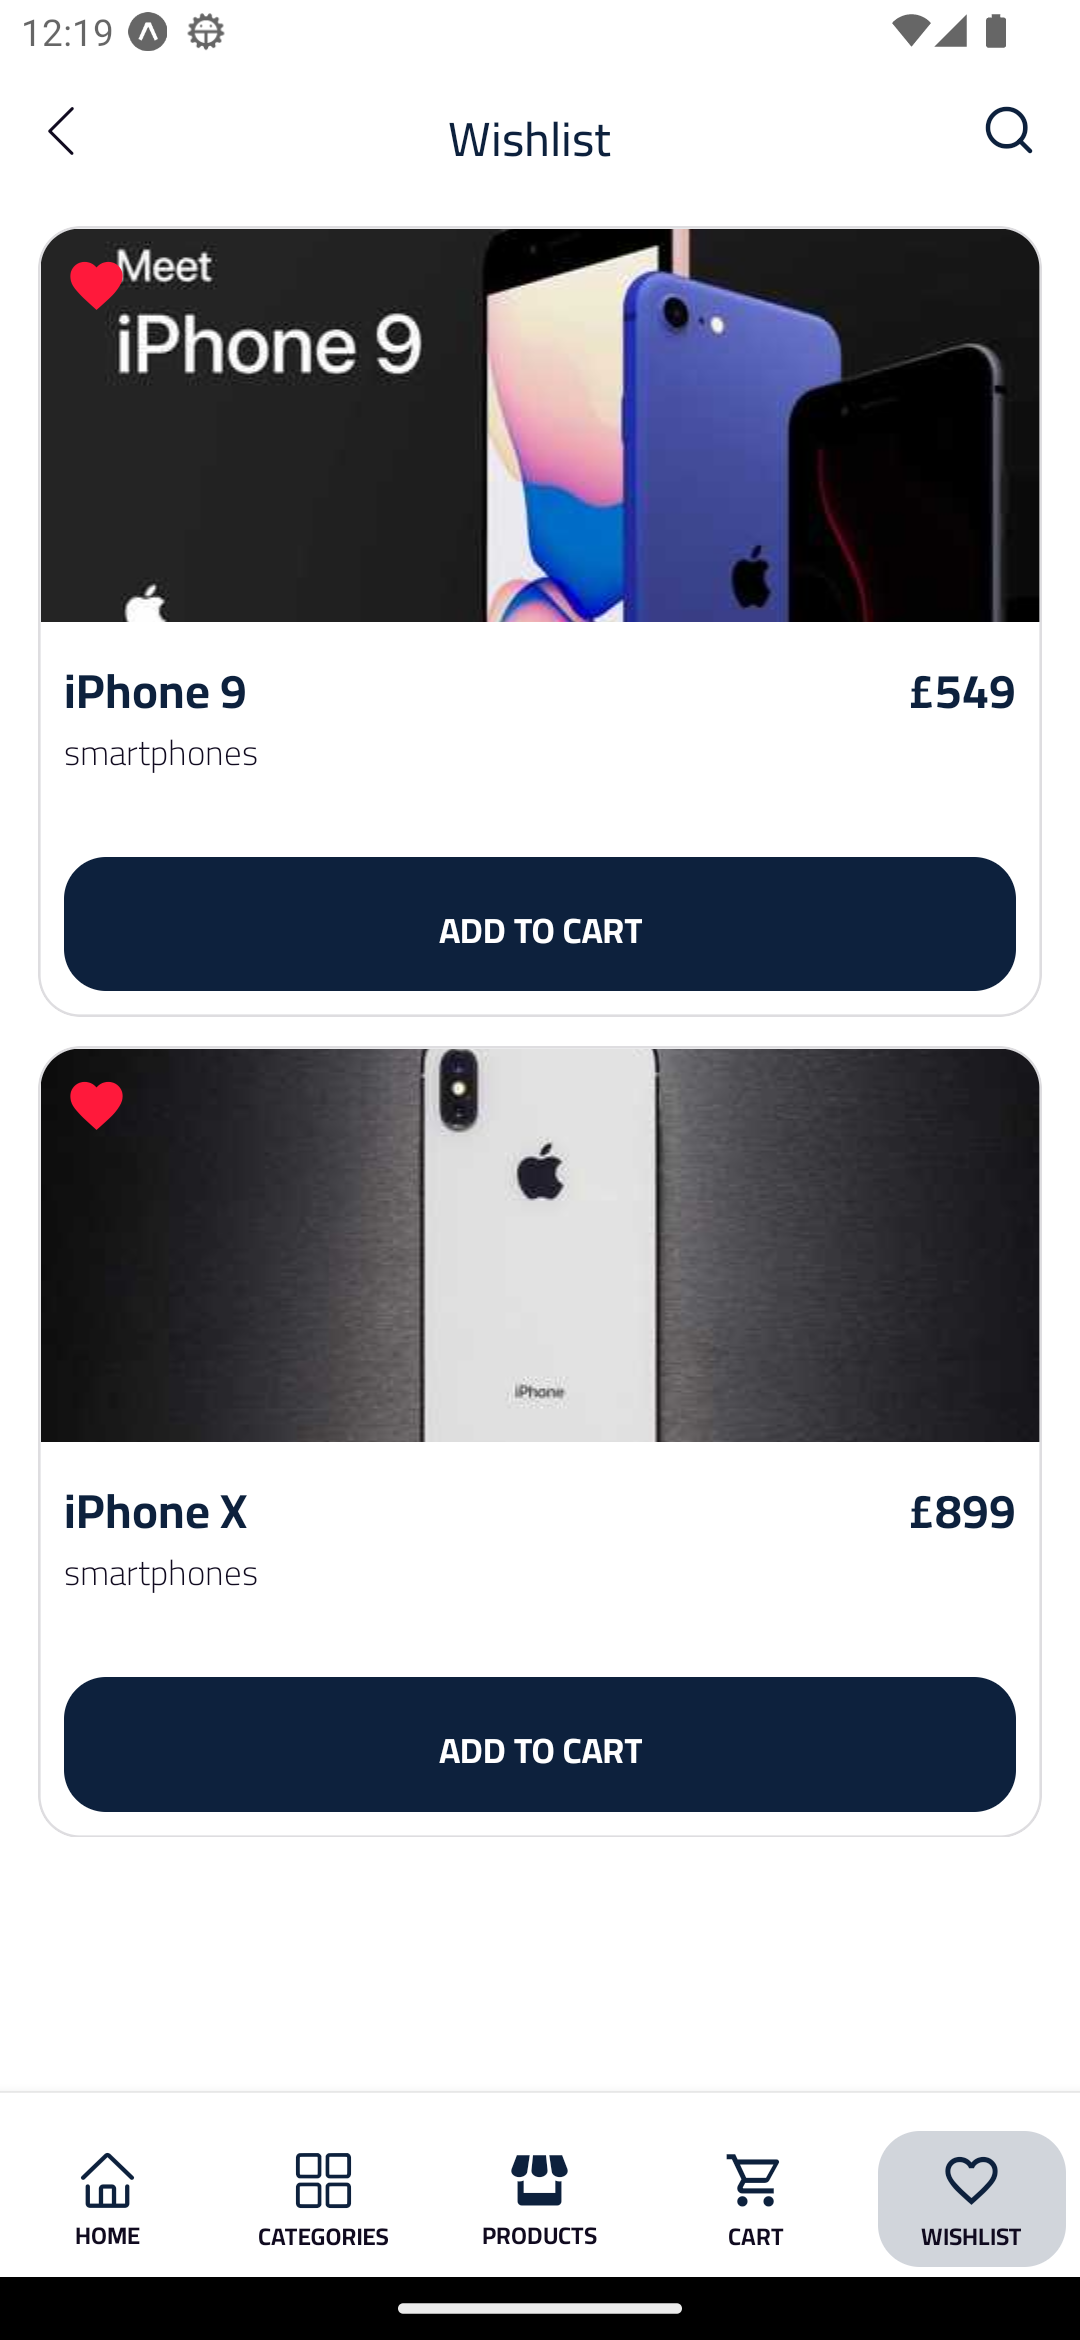 12:19
Wishlist
Meet
iPhone 9
iPhone 9
£549
smartphones
ADD TO CART
iPhone
iPhone X
£899
smartphones
ADD TO CART
HOME
CATEGORIES
PRODUCTS
CART
WISHLIST